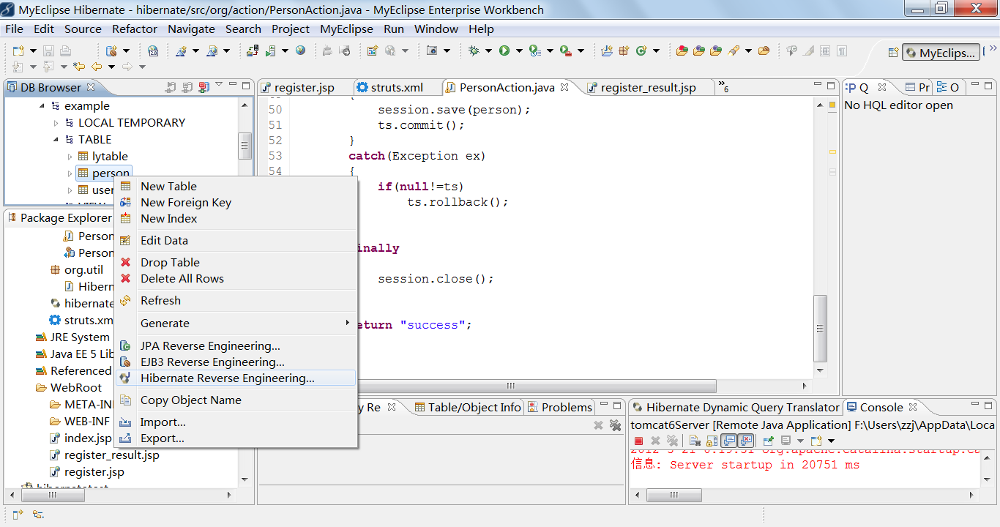 MyEclipse Hibernate - hibernate/src/org/action/PersonAction.java - MyEclipse Enterprise Workbench
File Edit Source Refactor Navigate Search Project MyEclipse Run Window Help
2.0
MyEclips...
DB Browser
example
LOCAL TEMPORARY
TABLE
lytable
person
user
New Table
New Foreign Key
New Index
Edit Data
Drop Table
Delete All Rows
Refresh
Generate
JPA Reverse Engineering...
EJB3 Reverse Engineering...
Hibernate Reverse Engineering...
Copy Object Name
Import...
Export...
Package Explorer
Person
Person
org.util
Hibern
hibernate
struts.xm
JRE System
Java EE 5 Lib
Referenced
WebRoot
META-INF
WEB-INF
index.jsp
register_result.jsp
register.jsp
hibernatetest
register.jsp struts.xml PersonAction.java register_result.jsp »6
50 session.save(person);
51 ts.commit();
52 }
53 catch(Exception ex)
54 {
if(null!=ts)
ts.rollback();
inally
session.close();
eturn "success";
Q Pr O
No HQL editor open
y Re Table/Object Info Problems
Hibernate Dynamic Query Translator Console
tomcat6Server [Remote Java Application] F:\Users\zzj\AppData\Loca
信息: Server startup in 20751 ms